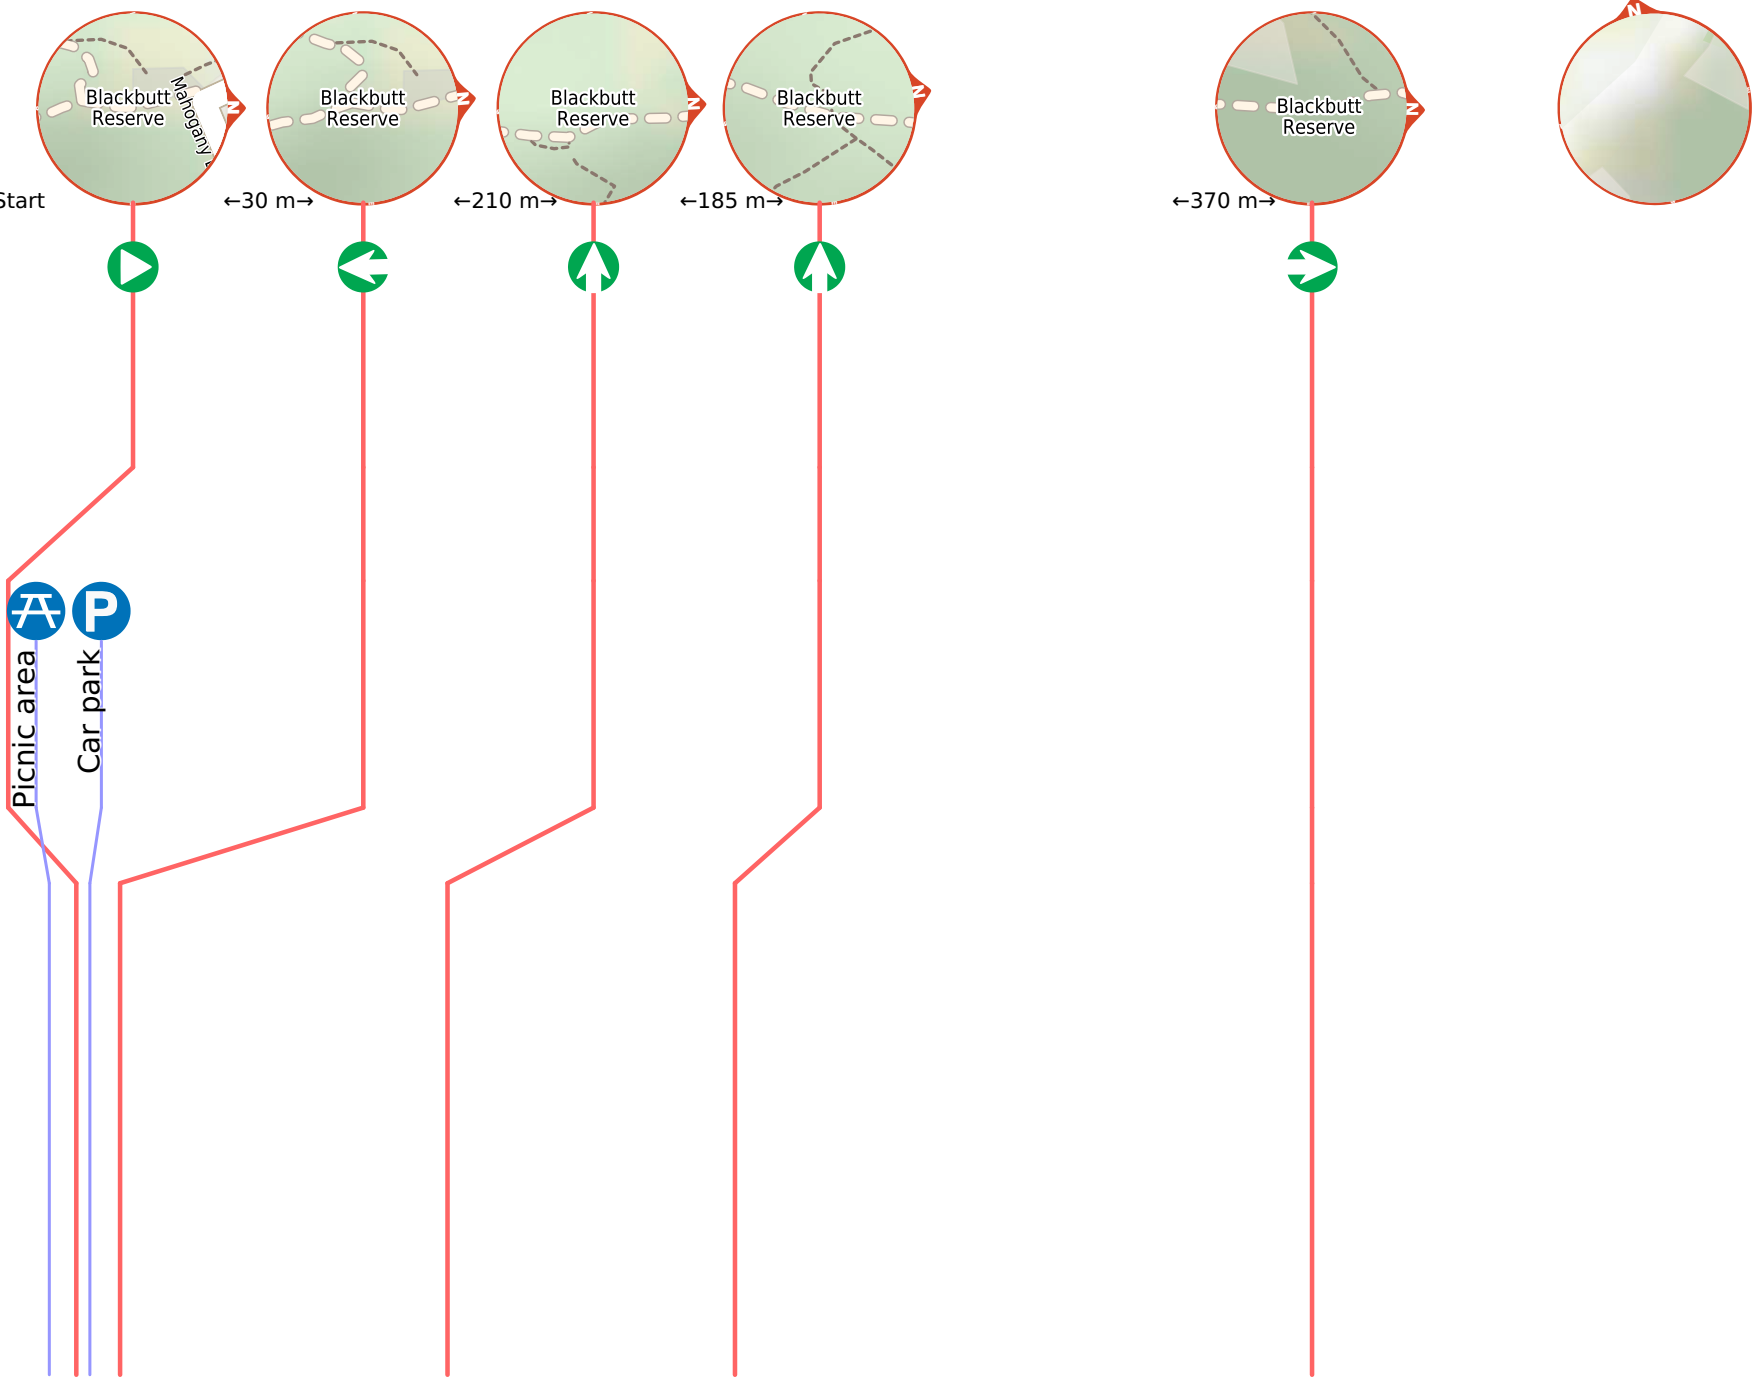 N
Mahogany
Blackbutt
Reserve
N
Blackbutt
Reserve
N
Blackbutt
Reserve
N
Blackbutt
Reserve
N
Blackbutt
Reserve
N
Start
←30 m→
←210 m→
←185 m→
←370 m→
P
Picnic area
Car park